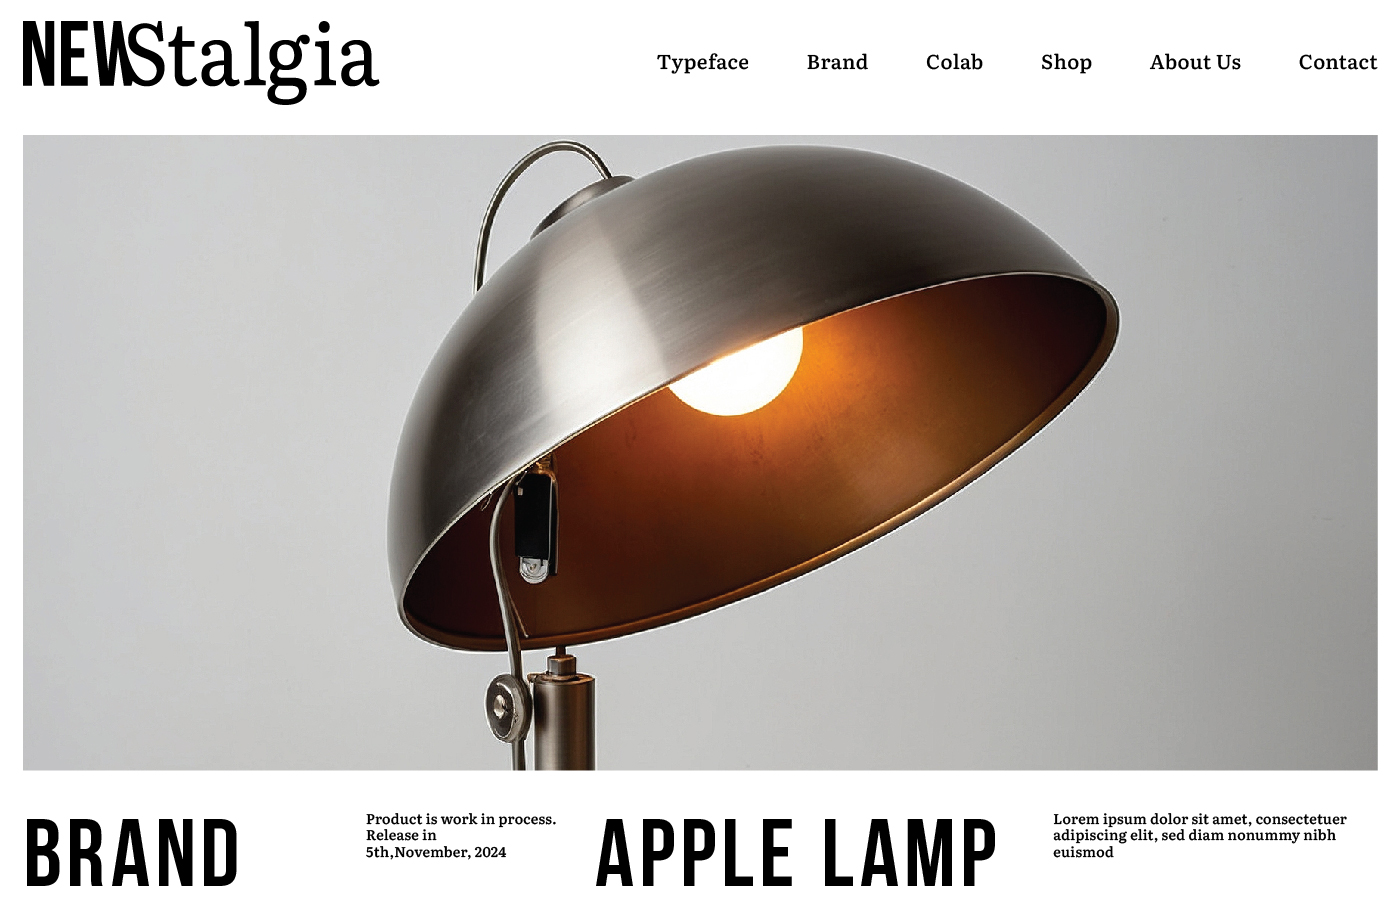 NEWStalgia
Typeface Brand Colab Shop About Us Contact
BRAND
Product is work in process.
Release in
5th,November, 2024
APPLE LAMP
Lorem ipsum dolor sit amet, consectetuer
adipiscing elit, sed diam nonummy nibh
euismod